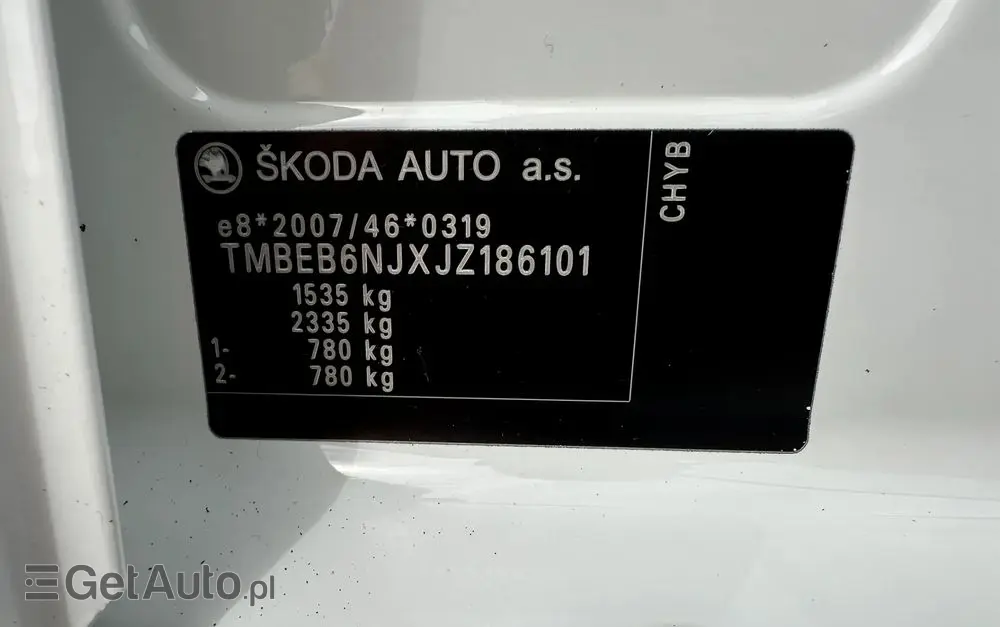 ŠKODA AUTO a.s.
CHYB
e8*2007/46*0319
TMBEB6NJXJZ186101
1535 kg
2335 kg
1- 780 kg
2- 780 kg
GetAuto.pl